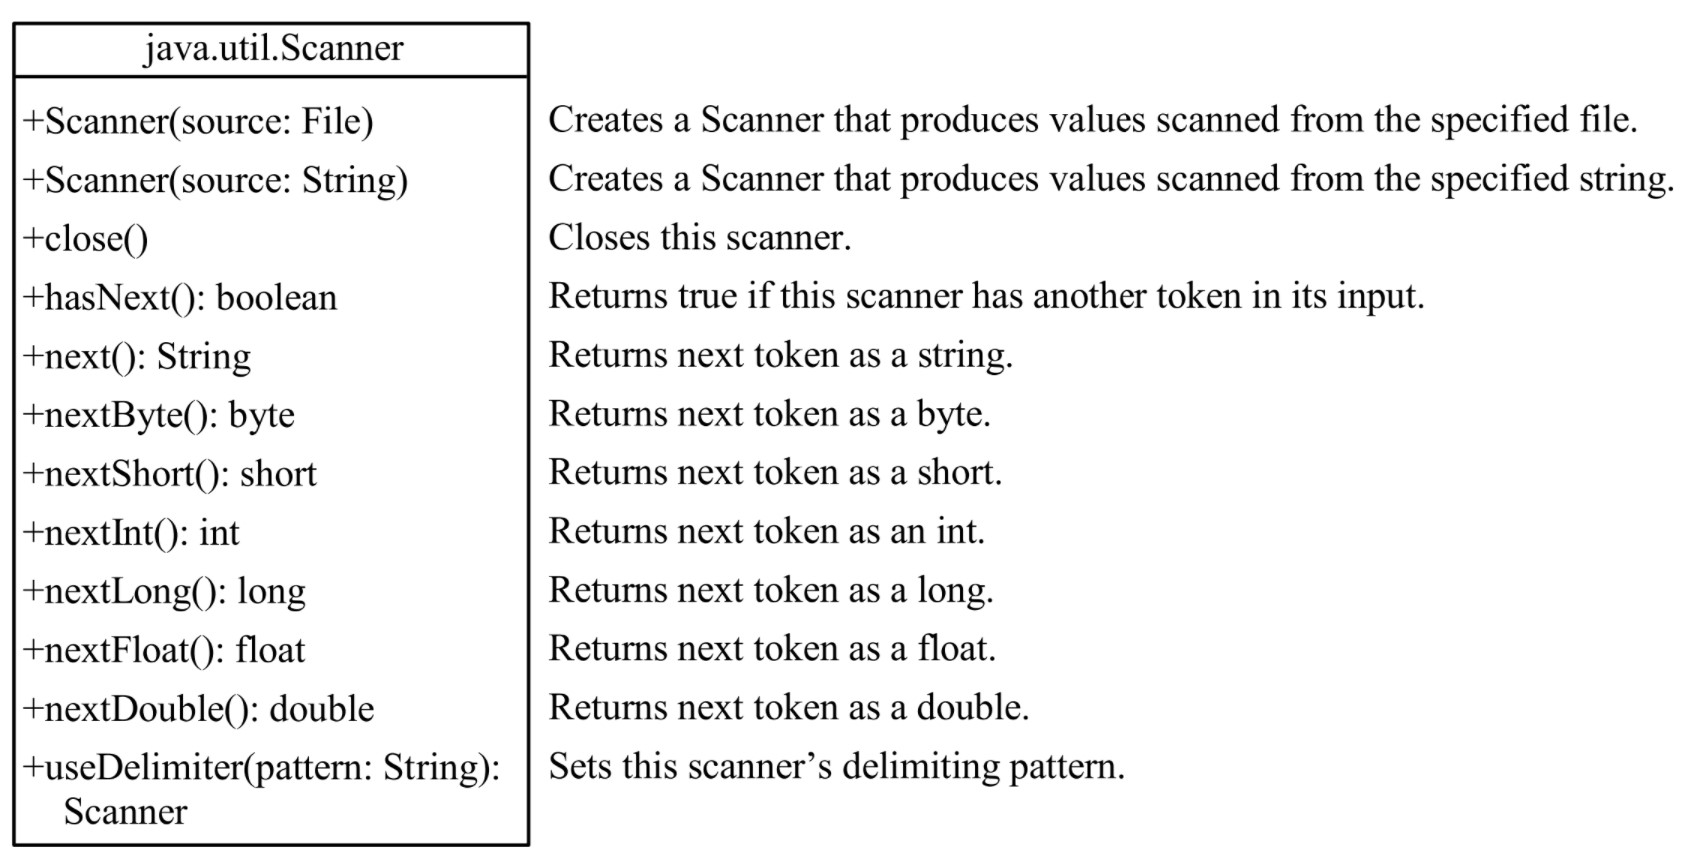 java.util.Scanner
+Scanner(source: File) Creates a Scanner that produces values scanned from the specified file.
+Scanner(source: String) Creates a Scanner that produces values scanned from the specified string.
+close() Closes this scanner.
+hasNext(): boolean Returns true if this scanner has another token in its input.
+next(): String Returns next token as a string.
+nextByte(): byte Returns next token as a byte.
+nextShort(): short Returns next token as a short.
+nextInt(): int Returns next token as an int.
+nextLong(): long Returns next token as a long.
+nextFloat(): float Returns next token as a float.
+nextDouble(): double Returns next token as a double.
+useDelimiter(pattern: String): Sets this scanner’s delimiting pattern.
Scanner